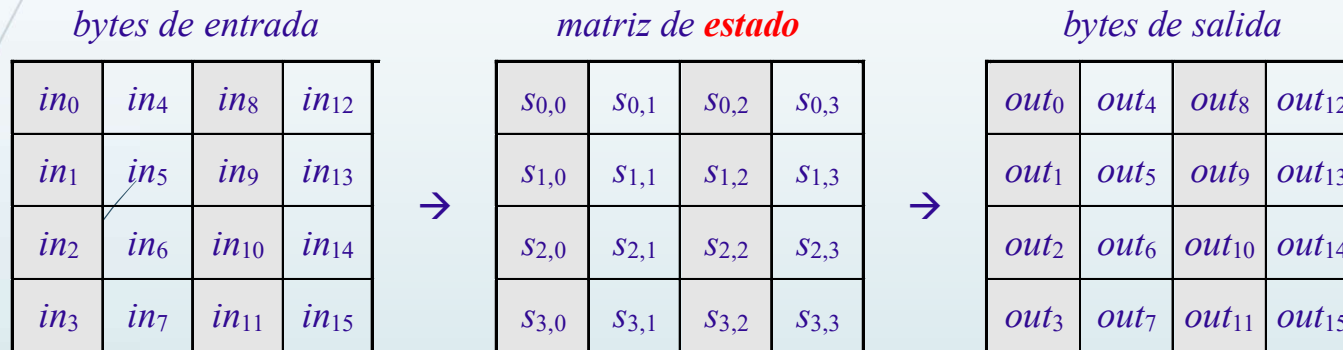 bytes de entrada matriz de estado bytes de salida
in0 in4 in8 in12 s0,0 s0,1 s0,2 s0,3 out0 out4 out8 out12
in1 in5 in9 in13 s1,0 s1,1 s1,2 s1,3 out1 out5 out9 out13
→ →
in2 in6 in10 in14 s2,0 s2,1 s2,2 s2,3 out2 out6 out10 out14
in3 in7 in11 in15 s3,0 s3,1 s3,2 s3,3 out3 out7 out11 out15